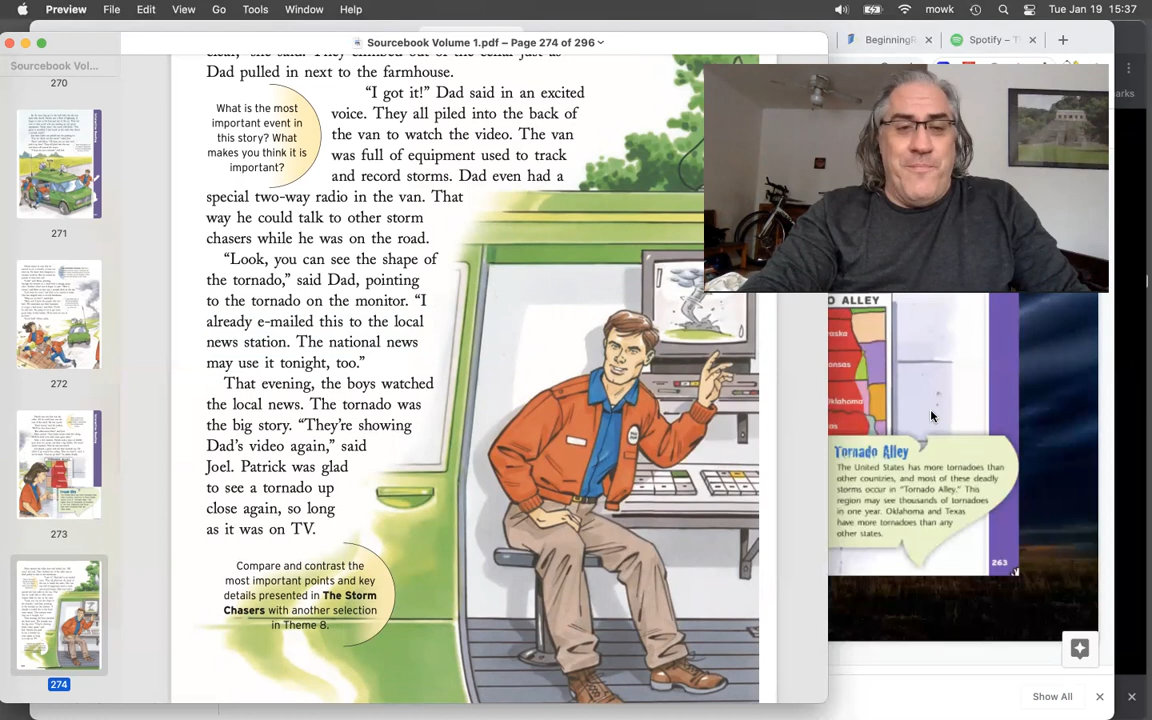 Preview File Edit View Go Tools Window Help mowk Tue Jan 19 15:37
Sourcebook Volume 1.pdf – Page 274 of 296
Sourcebook Vol...
BeginningR
Spotify – T
Show All
270
271
272
273
274
Dad pulled in next to the farmhouse.
“I got it!” Dad said in an excited
voice. They all piled into the back of
the van to watch the video. The van
was full of equipment used to track
and record storms. Dad even had a
special two-way radio in the van. That
way he could talk to other storm
chasers while he was on the road.
“Look, you can see the shape of
the tornado,” said Dad, pointing
to the tornado on the monitor. “I
already e-mailed this to the local
news station. The national news
may use it tonight, too.”
That evening, the boys watched
the local news. The tornado was
the big story. “They’re showing
Dad’s video again,” said
Joel. Patrick was glad
to see a tornado up
close again, so long
as it was on TV.
What is the most
important event in
this story? What
makes you think it is
important?
Compare and contrast the
most important points and key
details presented in The Storm
Chasers with another selection
in Theme 8.
O ALLEY
aska
ansas
Oklahoma
Tornado Alley
The United States has more tornadoes than
other countries, and most of these deadly
storms occur in “Tornado Alley.” This
region may see thousands of tornadoes
in one year. Oklahoma and Texas
have more tornadoes than any
other states.
263